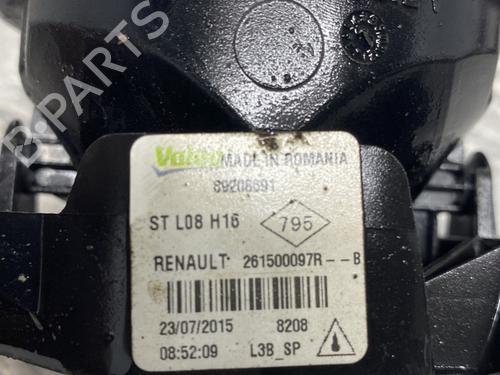 B-PARTS
Valeo MADE IN ROMANIA
89208691
ST L08 H16 795
RENAULT 261500097R--B
23/07/2015 8208
08:52:09 L3B_SP